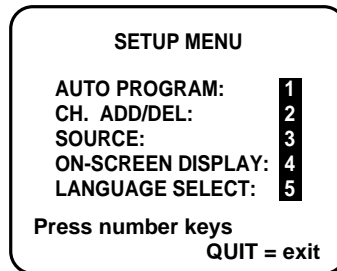 SETUP MENU
AUTO PROGRAM: 1
CH. ADD/DEL: 2
SOURCE: 3
ON-SCREEN DISPLAY: 4
LANGUAGE SELECT: 5
Press number keys
QUIT = exit